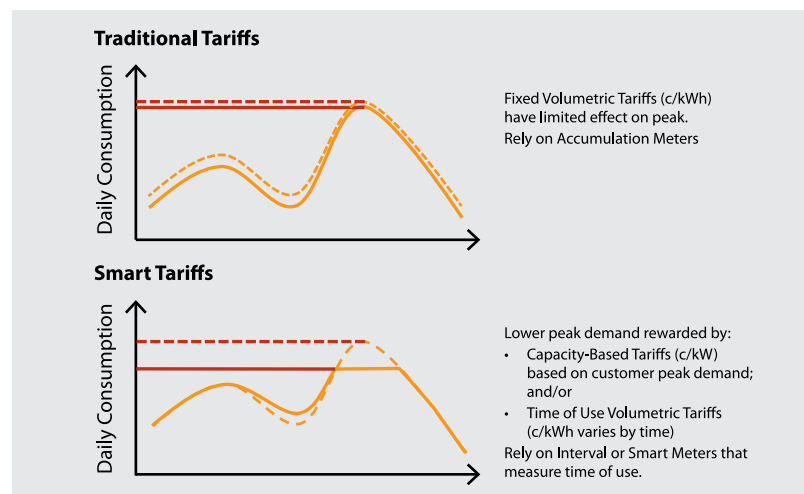 Traditional Tariffs
Daily Consumption
Fixed Volumetric Tariffs (c/kWh)
have limited effect on peak.
Rely on Accumulation Meters
Smart Tariffs
Daily Consumption
Lower peak demand rewarded by:
• Capacity-Based Tariffs (c/kW)
based on customer peak demand;
and/or
• Time of Use Volumetric Tariffs
(c/kWh varies by time)
Rely on Interval or Smart Meters that
measure time of use.